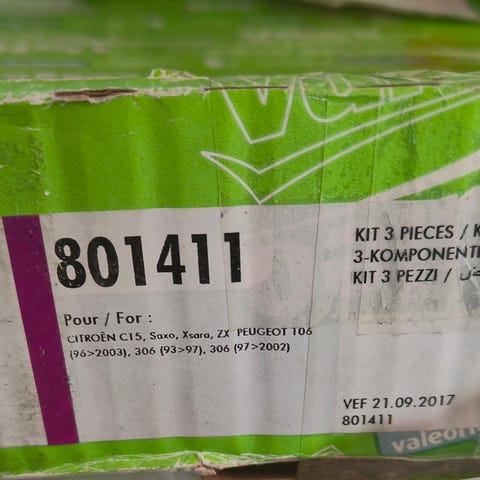 801411
KIT 3 PIECES / K
3-KOMPONENTE
KIT 3 PEZZI /
Pour / For :
CITROËN C15, Saxo, Xsara, ZX PEUGEOT 106
(96>2003), 306 (93>97), 306 (97>2002)
VEF 21.09.2017
801411